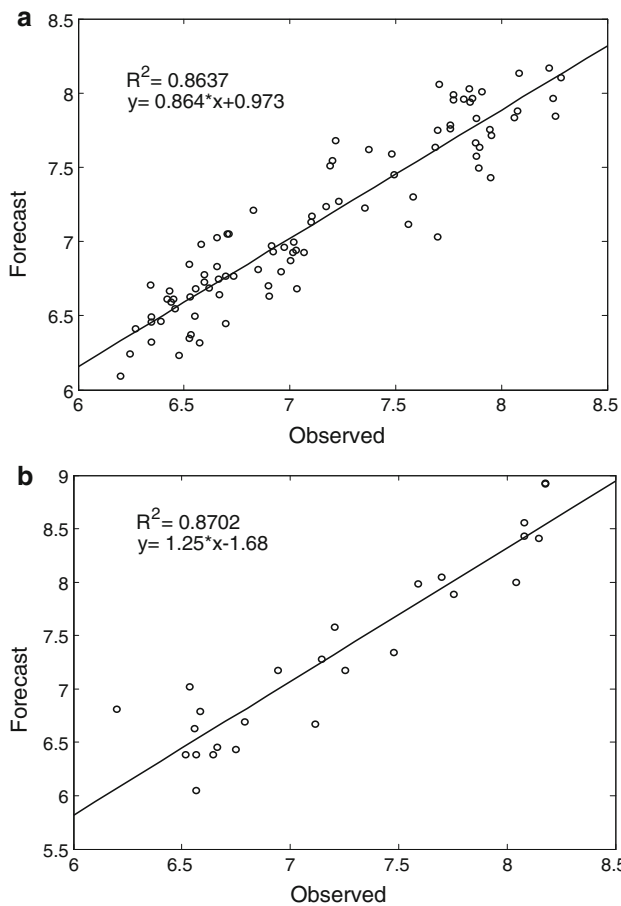 a
8.5
8
7.5
7
6.5
6
Forecast
R2= 0.8637
y= 0.864*x+0.973
6 6.5 7 7.5 8 8.5
Observed
b
9
8.5
8
7.5
7
6.5
6
5.5
Forecast
R2= 0.8702
y= 1.25*x-1.68
6 6.5 7 7.5 8 8.5
Observed